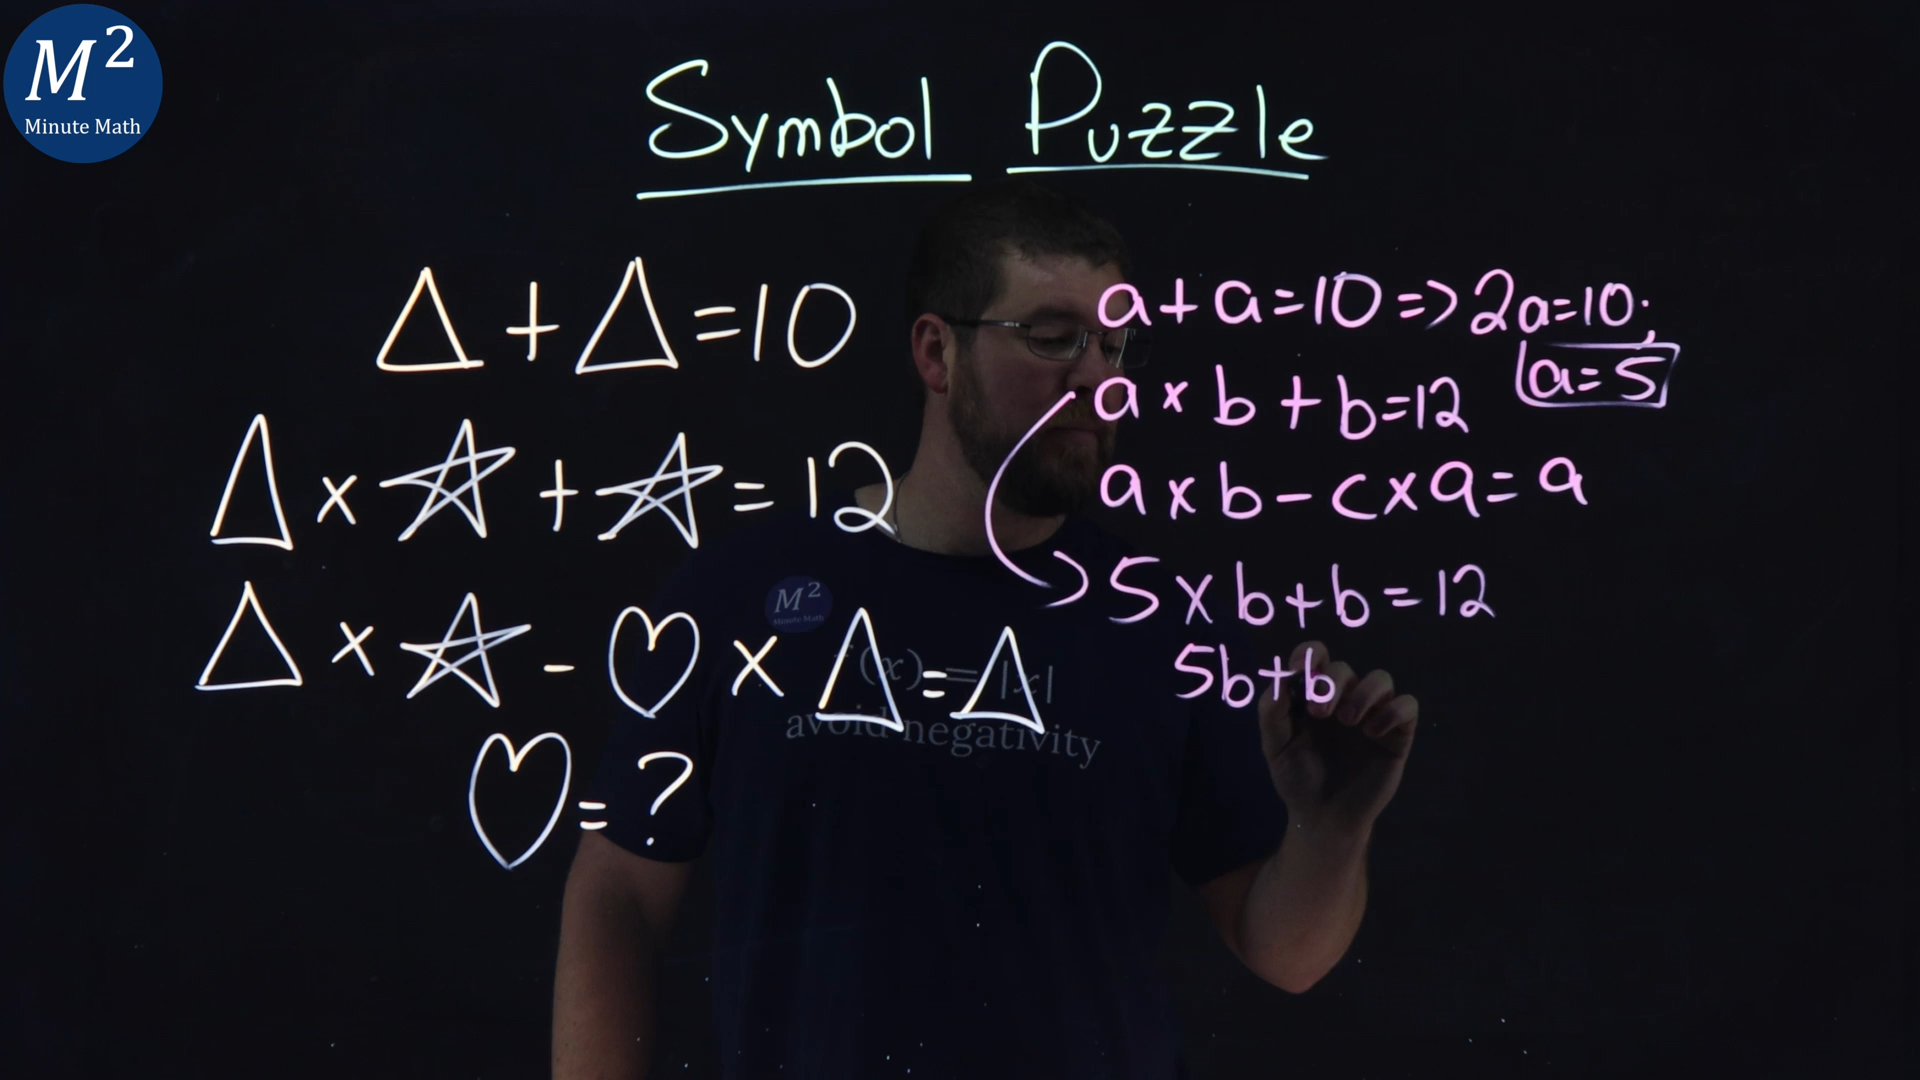 M²
Minute Math
Symbol Puzzle
△ + △ = 10
△ × ☆ + ☆ = 12
△ × ☆ - ♡ × △ = △
♡ = ?
a + a = 10 => 2a = 10;
a = 5
a × b + b = 12
a × b - c × a = a
5 × b + b = 12
5b + b
M²
Minute Math
f(x) = |x|
avoid negativity